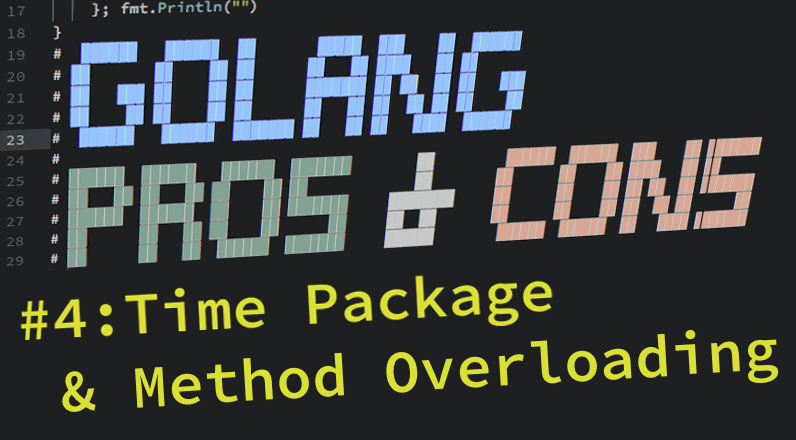 17 }; fmt.Println("")
18 }
19 #
20 #
21 #
22 #
23 #
24 #
25 #
26 #
27 #
28 #
29 #
GOLANG
PROS & CONS
#4:Time Package
& Method Overloading